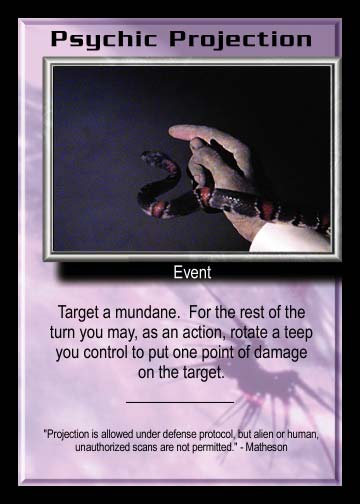 Psychic Projection
Event
Target a mundane. For the rest of the
turn you may, as an action, rotate a teep
you control to put one point of damage
on the target.
"Projection is allowed under defense protocol, but alien or human,
unauthorized scans are not permitted." - Matheson